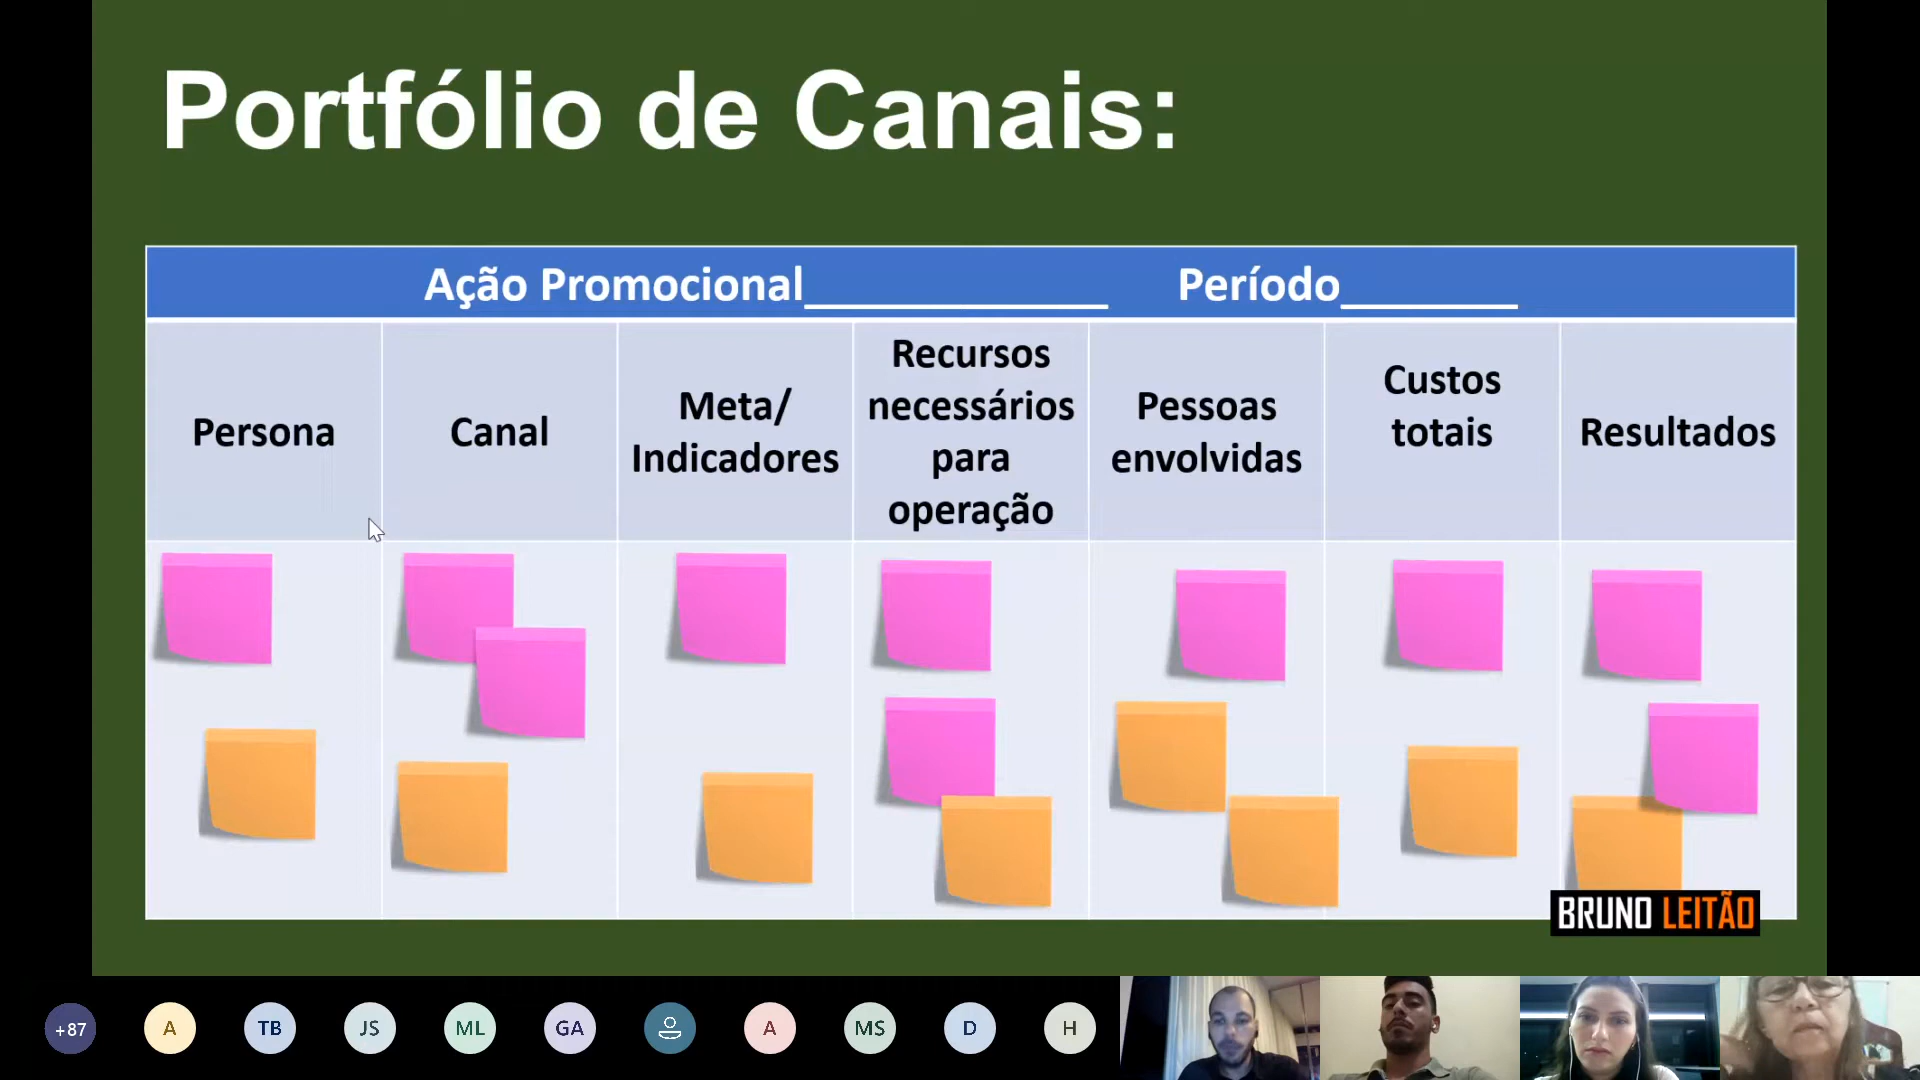 Portfólio de Canais:
Ação Promocional____________ Período_______
Persona
Canal
Meta/
Indicadores
Recursos
necessários
para
operação
Pessoas
envolvidas
Custos
totais
Resultados
BRUNO LEITÃO
+87
A
TB
JS
ML
GA
A
MS
D
H